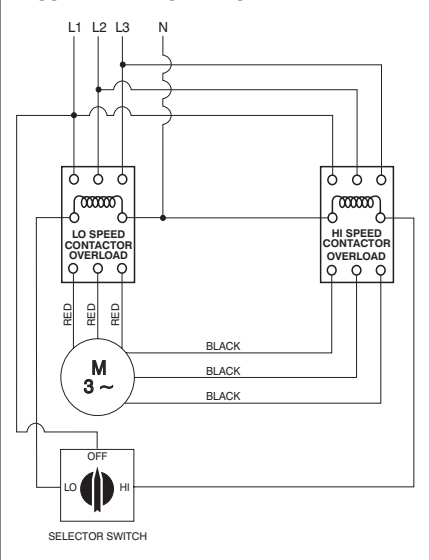 L1 L2 L3 N
LO SPEED
CONTACTOR
OVERLOAD
HI SPEED
CONTACTOR
OVERLOAD
RED RED RED
BLACK
M
3 ~
BLACK
BLACK
OFF
LO HI
SELECTOR SWITCH